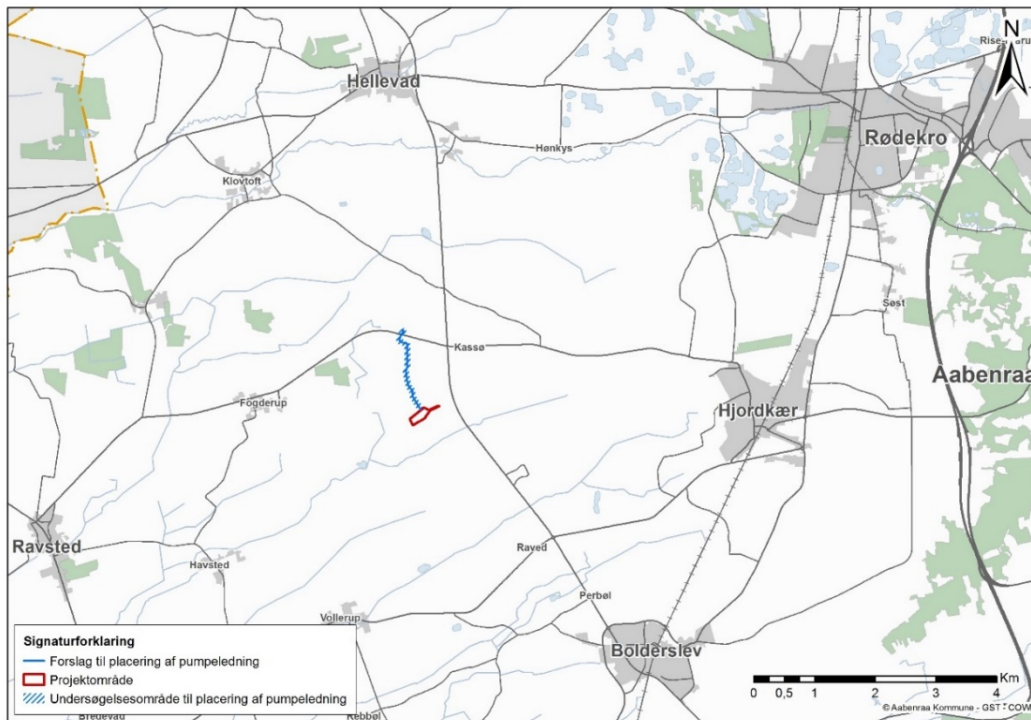 N
Hellevad
Rødekro
Hønkys
Klovtoft
Søst
Kassø
Aabenraa
Fogderup
Hjordkær
Ravsted
Raved
Havsted
Perbøl
Vollerup
Bolderslev
Signaturforklaring
Forslag til placering af pumpeledning
Projektområde
Undersøgelsesområde til placering af pumpeledning
Bredevad
0 0,5 1 2 3 4 Km
© Aabenraa Kommune - GST - COWI